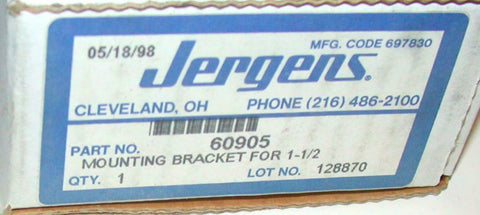 05/18/98 MFG. CODE 697830
Jergens®
CLEVELAND, OH PHONE (216) 486-2100
PART NO. 60905
MOUNTING BRACKET FOR 1-1/2
QTY. 1 LOT NO. 128870